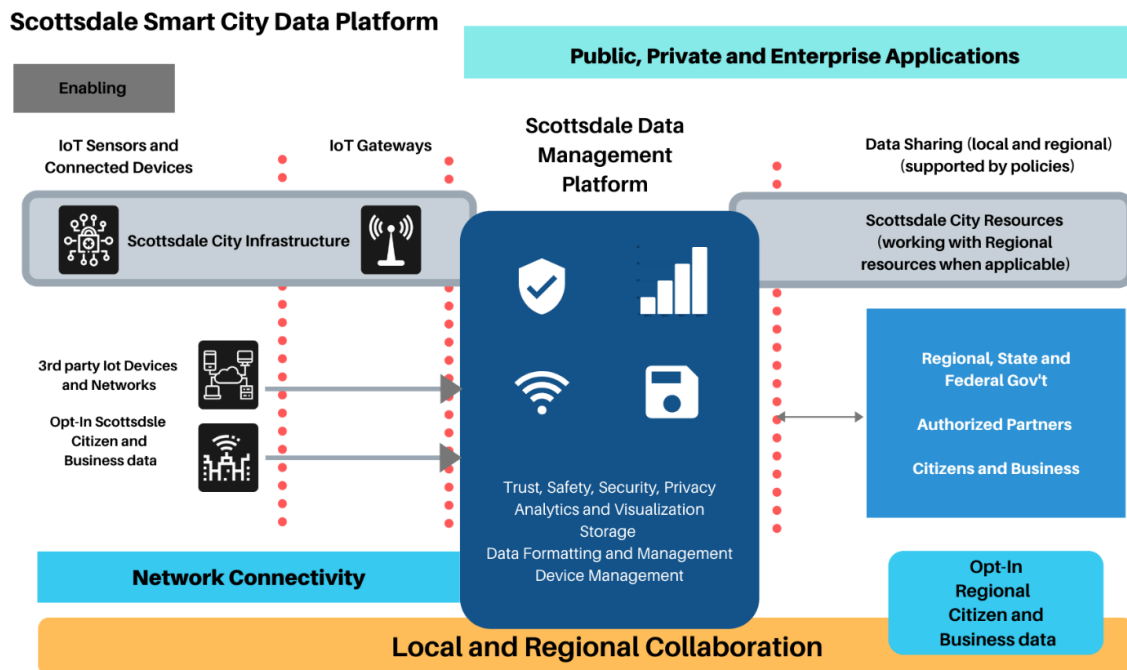 Scottsdale Smart City Data Platform
Public, Private and Enterprise Applications
Enabling
IoT Sensors and
Connected Devices
IoT Gateways
Scottsdale Data
Management
Platform
Data Sharing (local and regional)
(supported by policies)
Scottsdale City Infrastructure
Scottsdale City Resources
(working with Regional
resources when applicable)
3rd party Iot Devices
and Networks
Opt-In Scottsdsle
Citizen and
Business data
Regional, State and
Federal Gov't
Authorized Partners
Citizens and Business
Trust, Safety, Security, Privacy
Analytics and Visualization
Storage
Data Formatting and Management
Device Management
Network Connectivity
Opt-In
Regional
Citizen and
Business data
Local and Regional Collaboration